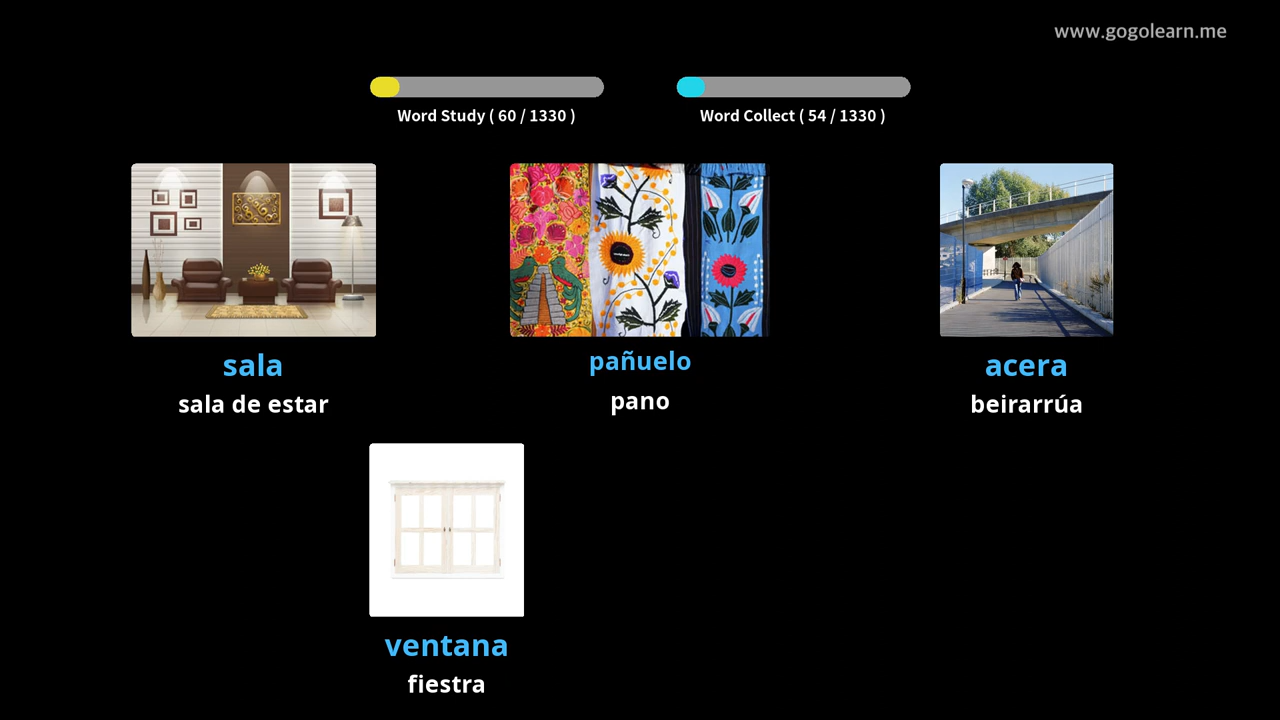 www.gogolearn.me
Word Study ( 60 / 1330 )
Word Collect ( 54 / 1330 )
sala
sala de estar
pañuelo
pano
acera
beirarrúa
ventana
fiestra